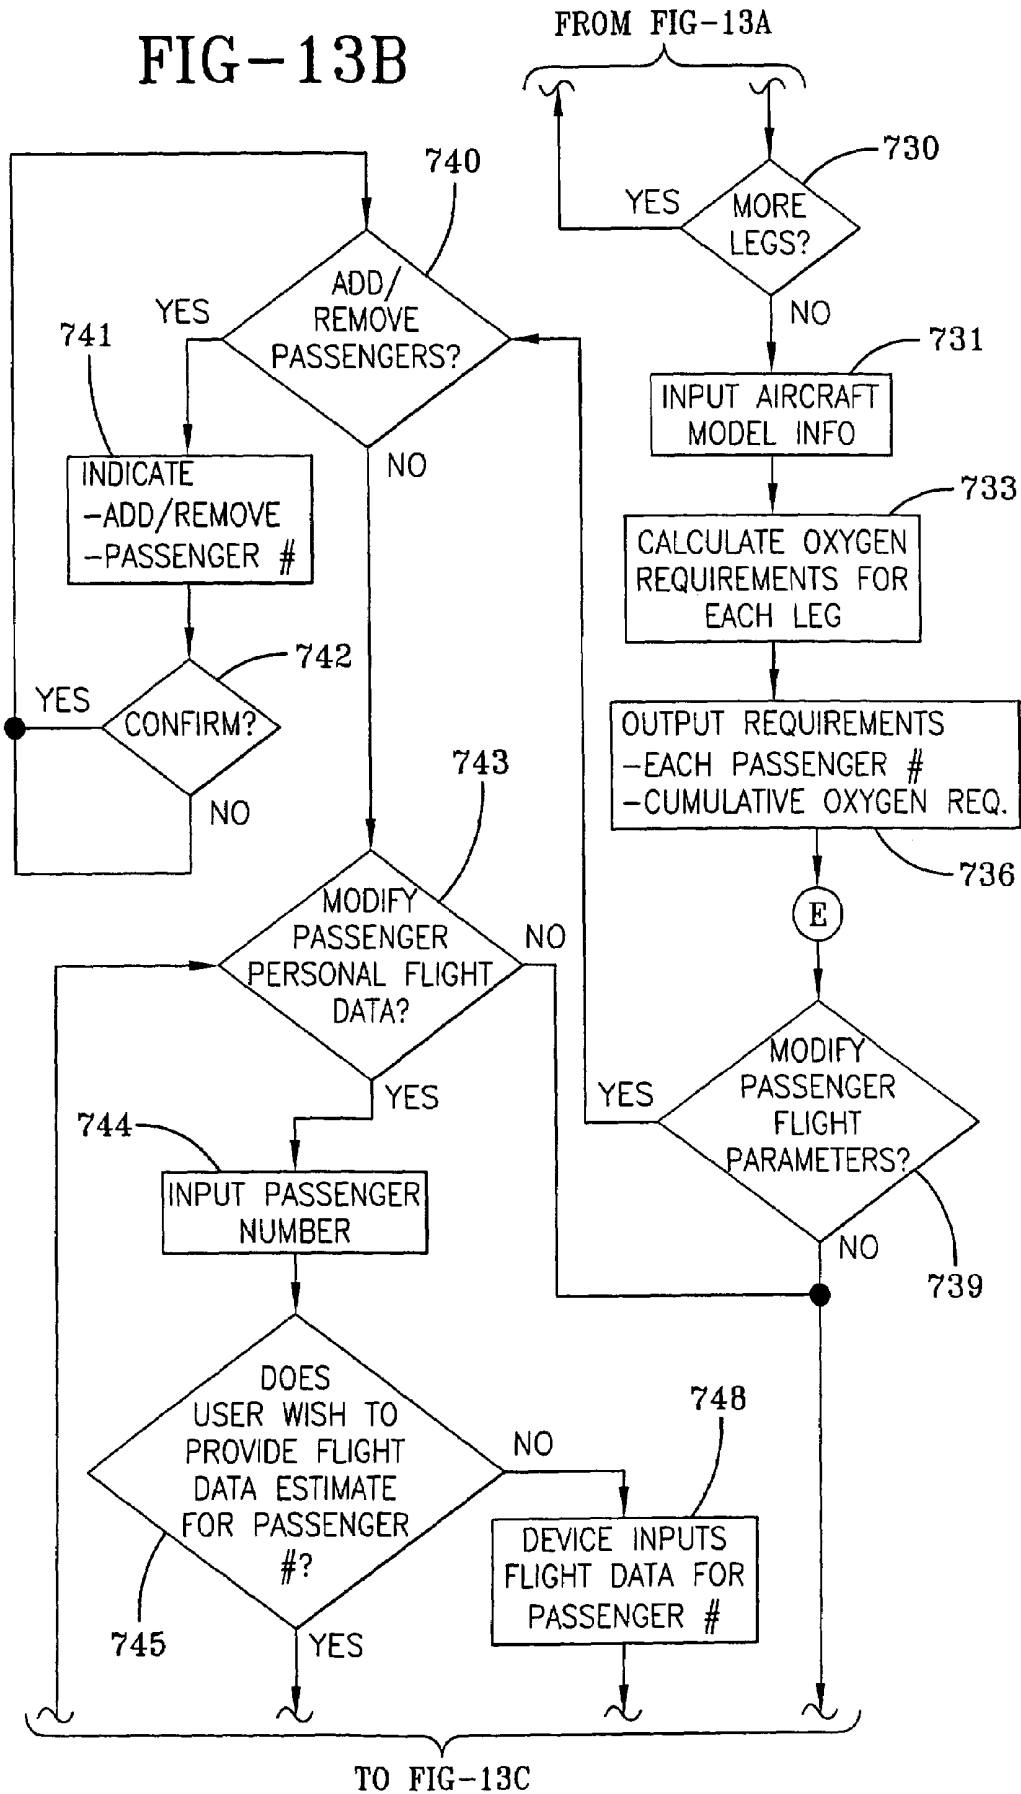 FIG-13B
FROM FIG-13A
730
YES
MORE
LEGS?
NO
731
INPUT AIRCRAFT
MODEL INFO
733
CALCULATE OXYGEN
REQUIREMENTS FOR
EACH LEG
OUTPUT REQUIREMENTS
-EACH PASSENGER #
-CUMULATIVE OXYGEN REQ.
736
E
MODIFY
PASSENGER
FLIGHT
PARAMETERS?
YES
NO
739
740
ADD/
REMOVE
PASSENGERS?
YES
NO
741
INDICATE
-ADD/REMOVE
-PASSENGER #
742
YES
CONFIRM?
NO
743
MODIFY
PASSENGER
PERSONAL FLIGHT
DATA?
NO
YES
744
INPUT PASSENGER
NUMBER
DOES
USER WISH TO
PROVIDE FLIGHT
DATA ESTIMATE
FOR PASSENGER
#?
NO
745
YES
748
DEVICE INPUTS
FLIGHT DATA FOR
PASSENGER #
TO FIG-13C